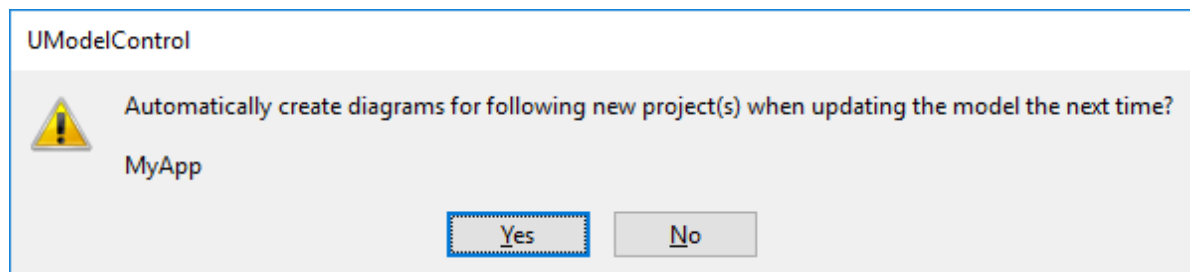 UModelControl
Automatically create diagrams for following new project(s) when updating the model the next time?
MyApp
Yes No